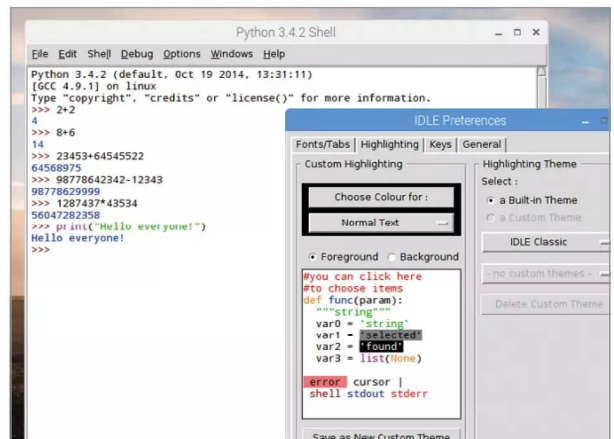 Python 3.4.2 Shell
File Edit Shell Debug Options Windows Help
Python 3.4.2 (default, Oct 19 2014, 13:31:11)
[GCC 4.9.1] on linux
Type "copyright", "credits" or "license()" for more information.
>>> 2+2
4
>>> 8+6
14
>>> 23453+64545522
64568975
>>> 98778642342-12343
98778629999
>>> 1287437*43534
56047282358
>>> print("Hello everyone!")
Hello everyone!
>>>
IDLE Preferences
Fonts/Tabs Highlighting Keys General
Custom Highlighting
Choose Colour for :
Normal Text
Foreground Background
#you can click here
#to choose items
def func(param):
"""string"""
var0 = 'string'
var1 = 'selected'
var2 = 'found'
var3 = list(None)
error cursor |
shell stdout stderr
Save as New Custom Theme
Highlighting Theme
Select :
a Built-in Theme
a Custom Theme
IDLE Classic
- no custom themes -
Delete Custom Theme